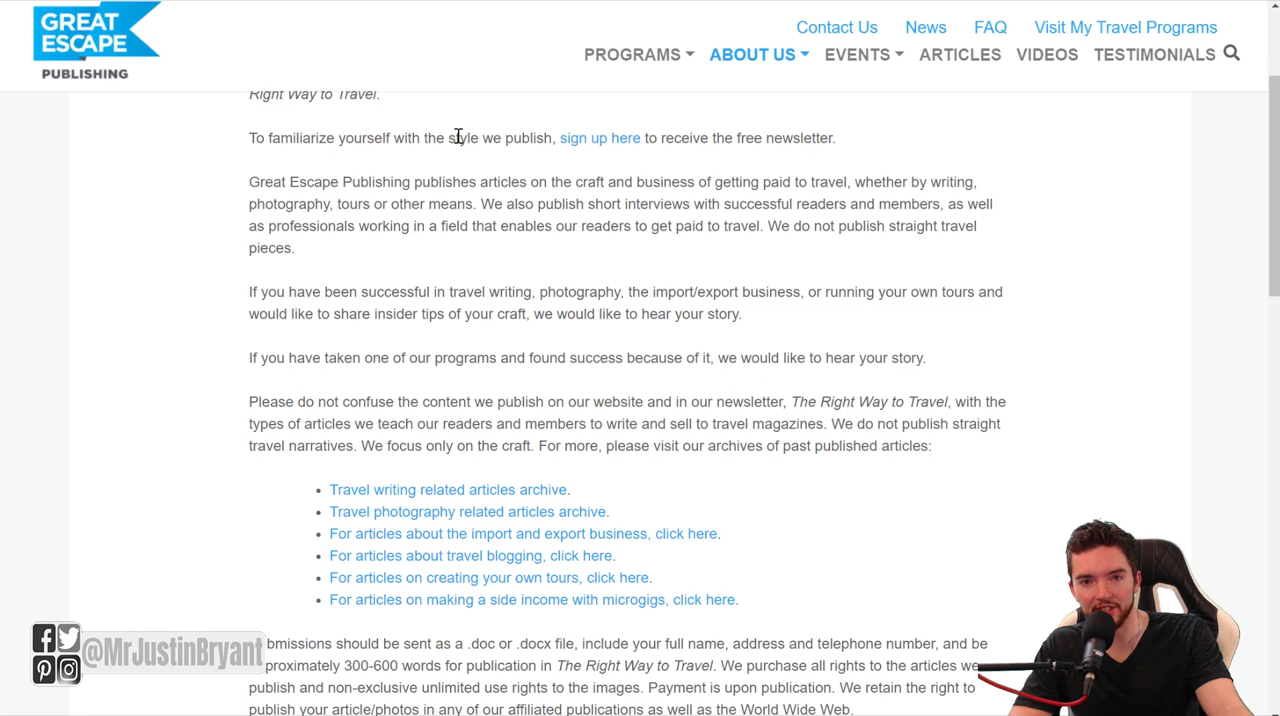 GREAT
ESCAPE
PUBLISHING
Contact Us News FAQ Visit My Travel Programs
PROGRAMS ABOUT US EVENTS ARTICLES VIDEOS TESTIMONIALS
Right Way to Travel.
To familiarize yourself with the style we publish, sign up here to receive the free newsletter.
Great Escape Publishing publishes articles on the craft and business of getting paid to travel, whether by writing,
photography, tours or other means. We also publish short interviews with successful readers and members, as well
as professionals working in a field that enables our readers to get paid to travel. We do not publish straight travel
pieces.
If you have been successful in travel writing, photography, the import/export business, or running your own tours and
would like to share insider tips of your craft, we would like to hear your story.
If you have taken one of our programs and found success because of it, we would like to hear your story.
Please do not confuse the content we publish on our website and in our newsletter, The Right Way to Travel, with the
types of articles we teach our readers and members to write and sell to travel magazines. We do not publish straight
travel narratives. We focus only on the craft. For more, please visit our archives of past published articles:
• Travel writing related articles archive.
• Travel photography related articles archive.
• For articles about the import and export business, click here.
• For articles about travel blogging, click here.
• For articles on creating your own tours, click here.
• For articles on making a side income with microgigs, click here.
bmissions should be sent as a .doc or .docx file, include your full name, address and telephone number, and be
@MrJustinBryant
proximately 300-600 words for publication in The Right Way to Travel. We purchase all rights to the articles we
publish and non-exclusive unlimited use rights to the images. Payment is upon publication. We retain the right to
publish your article/photos in any of our affiliated publications as well as the World Wide Web.